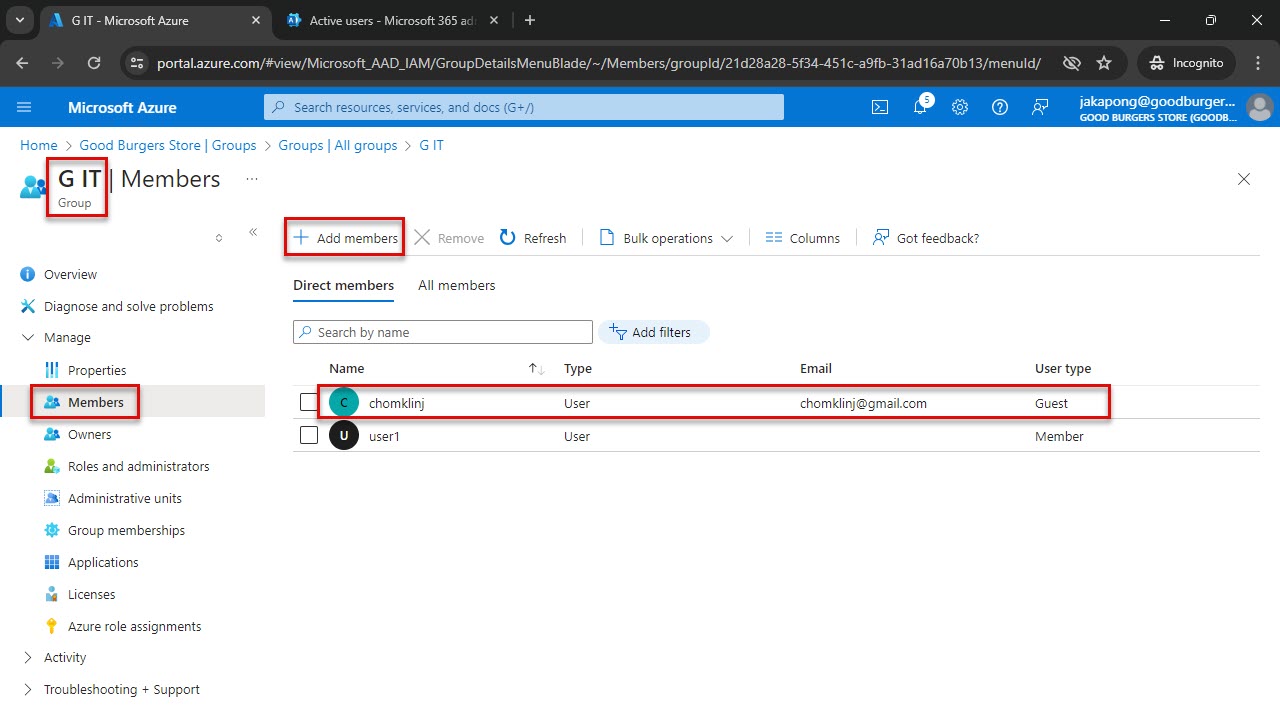 G IT - Microsoft Azure
Active users - Microsoft 365 ad
portal.azure.com/#view/Microsoft_AAD_IAM/GroupDetailsMenuBlade/~/Members/groupId/21d28a28-5f34-451c-a9fb-31ad16a70b13/menuId/
Incognito
Microsoft Azure
Search resources, services, and docs (G+/)
5
jakapong@goodburger...
GOOD BURGERS STORE (GOODB...
Home > Good Burgers Store | Groups > Groups | All groups > G IT
G IT | Members ...
Group
Add members Remove Refresh Bulk operations Columns Got feedback?
Overview
Diagnose and solve problems
Manage
Properties
Members
Owners
Roles and administrators
Administrative units
Group memberships
Applications
Licenses
Azure role assignments
Activity
Troubleshooting + Support
Direct members All members
Search by name Add filters
Name Type Email User type
C chomklinj User chomklinj@gmail.com Guest
U user1 User Member